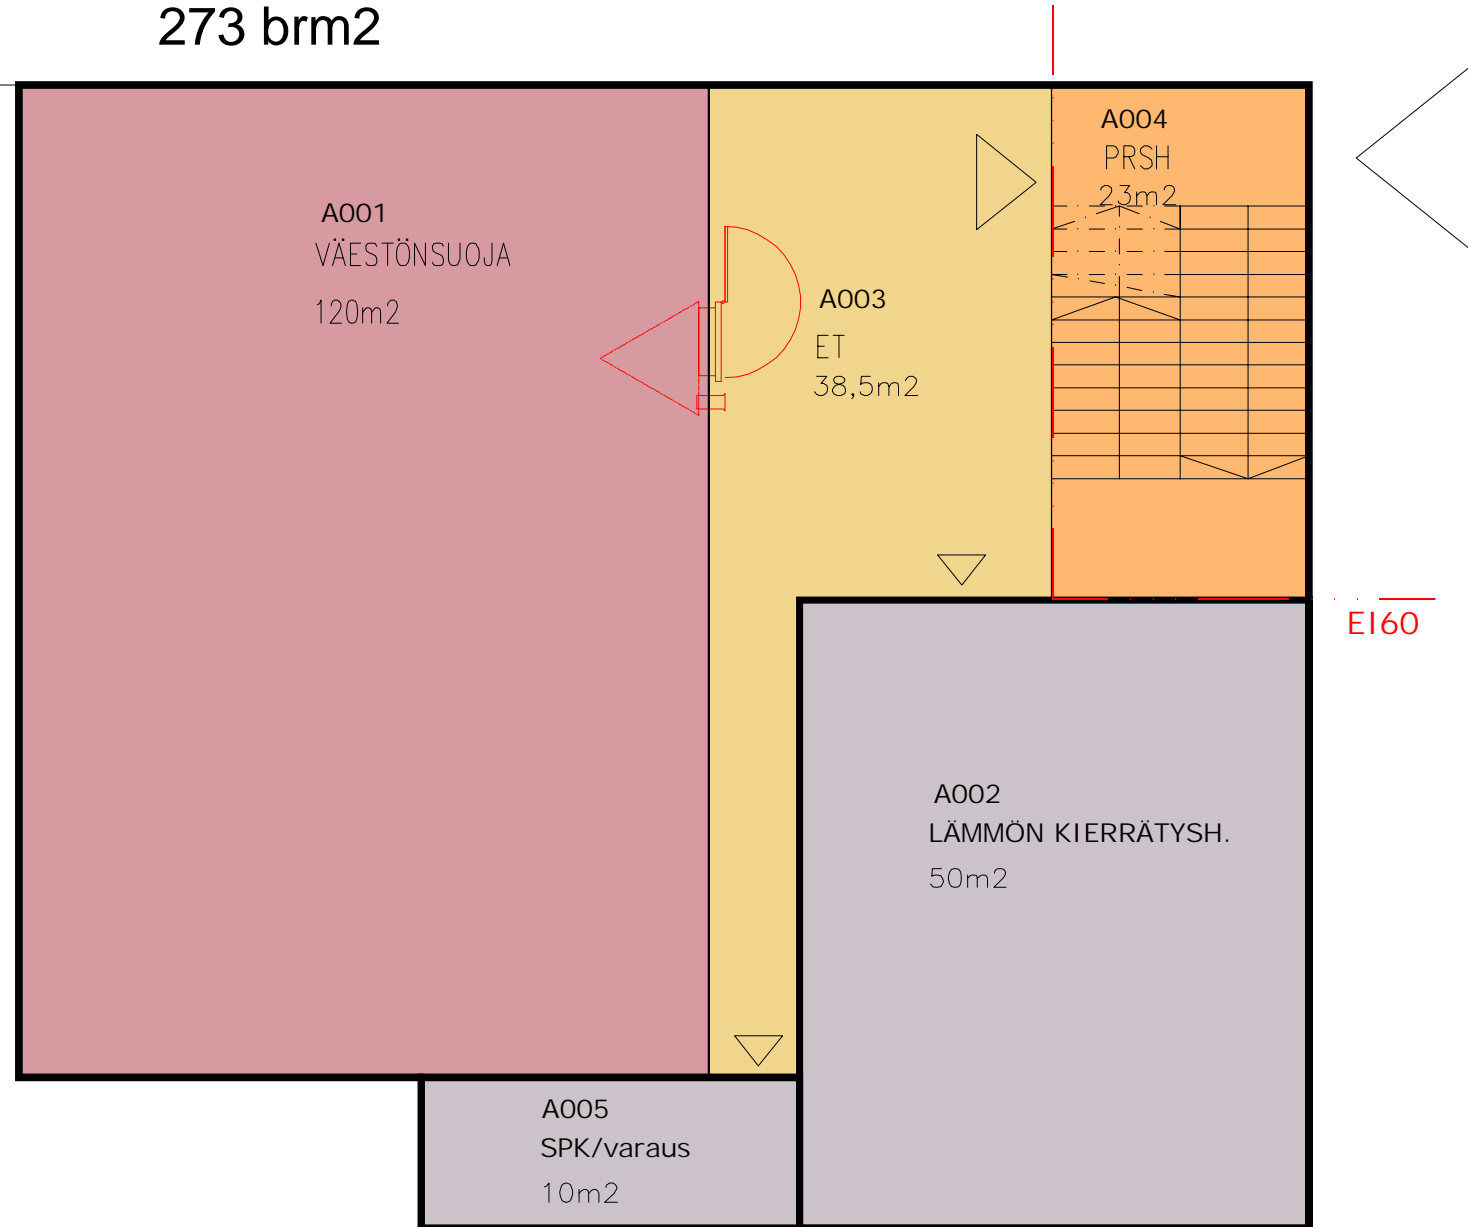 273 brm2
A004
PRSH
23m2
A001
VÄESTÖNSUOJA
120m2
A003
ET
38,5m2
EI60
A002
LÄMMÖN KIERRÄTYSH.
50m2
A005
SPK/varaus
10m2